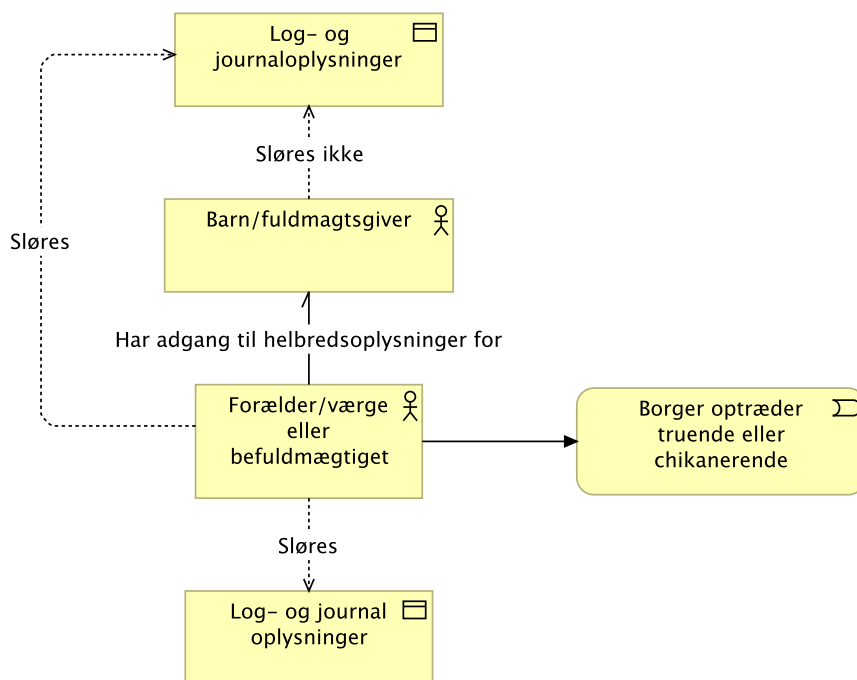 Log- og
journaloplysninger
Sløres ikke
Barn/fuldmagtsgiver
Sløres
Har adgang til helbredsoplysninger for
Forælder/værge
eller
befuldmægtiget
Borger optræder
truende eller
chikanerende
Sløres
Log- og journal
oplysninger